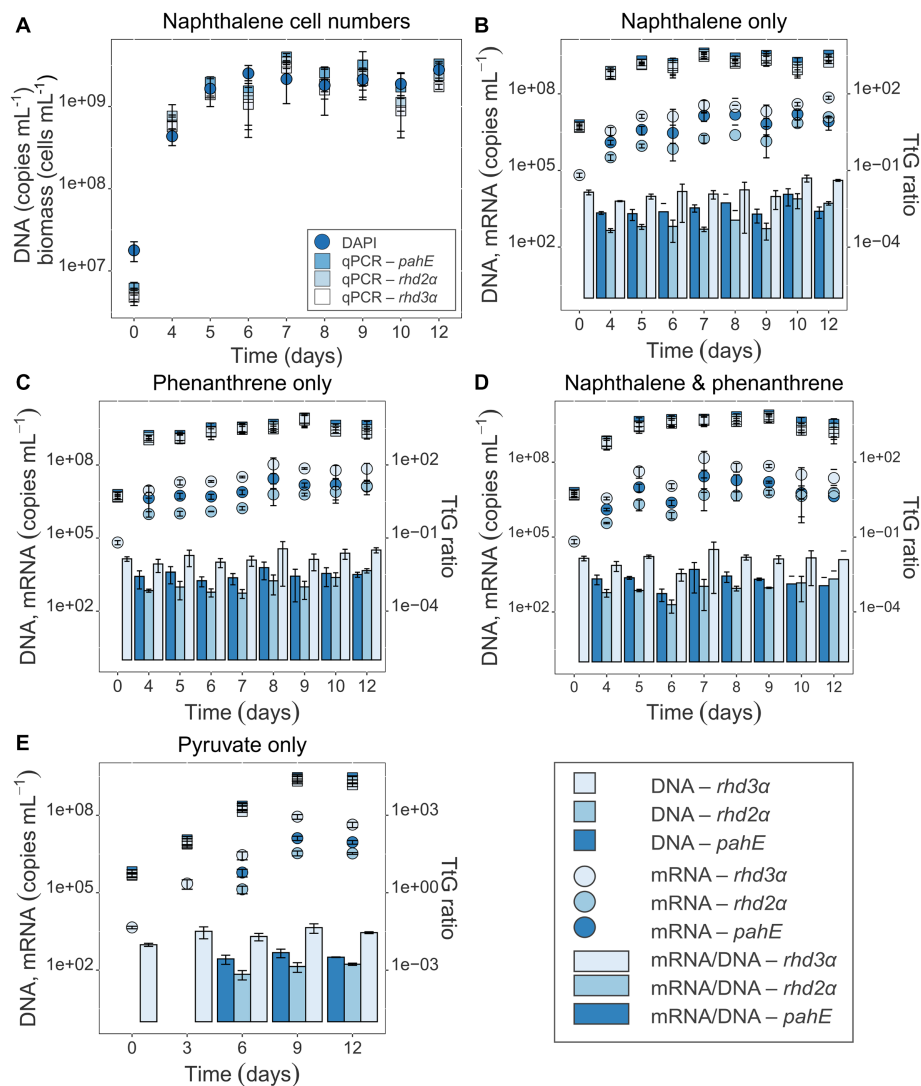 A
Naphthalene cell numbers
DNA (copies mL⁻¹)
biomass (cells mL⁻¹)
1e+09
1e+08
1e+07
DAPI
qPCR – pahE
qPCR – rhd2α
qPCR – rhd3α
0 4 5 6 7 8 9 10 12
Time (days)
B
Naphthalene only
DNA, mRNA (copies mL⁻¹)
1e+08
1e+05
1e+02
1e+02
1e-01
1e-04
TtG ratio
0 4 5 6 7 8 9 10 12
Time (days)
C
Phenanthrene only
DNA, mRNA (copies mL⁻¹)
1e+08
1e+05
1e+02
1e+02
1e-01
1e-04
TtG ratio
0 4 5 6 7 8 9 10 12
Time (days)
D
Naphthalene & phenanthrene
DNA, mRNA (copies mL⁻¹)
1e+08
1e+05
1e+02
1e+02
1e-01
1e-04
TtG ratio
0 4 5 6 7 8 9 10 12
Time (days)
E
Pyruvate only
DNA, mRNA (copies mL⁻¹)
1e+08
1e+05
1e+02
1e+03
1e+00
1e-03
TtG ratio
0 3 6 9 12
Time (days)
DNA – rhd3α
DNA – rhd2α
DNA – pahE
mRNA – rhd3α
mRNA – rhd2α
mRNA – pahE
mRNA/DNA – rhd3α
mRNA/DNA – rhd2α
mRNA/DNA – pahE